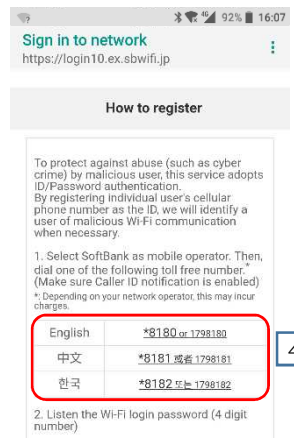 92% 16:07
Sign in to network
https://login10.ex.sbwifi.jp
How to register
To protect against abuse (such as cyber
crime) by malicious user, this service adopts
ID/Password authentication.
By registering individual user's cellular
phone number as the ID, we will identify a
user of malicious Wi-Fi communication
when necessary.
1. Select SoftBank as mobile operator. Then,
dial one of the following toll free number.*
(Make sure Caller ID notification is enabled)
*: Depending on your network operator, this may incur
charges.
English *8180 or 1798180
中文 *8181 或者 1798181
한국 *8182 또는 1798182
4
2. Listen the Wi-Fi login password (4 digit
number)